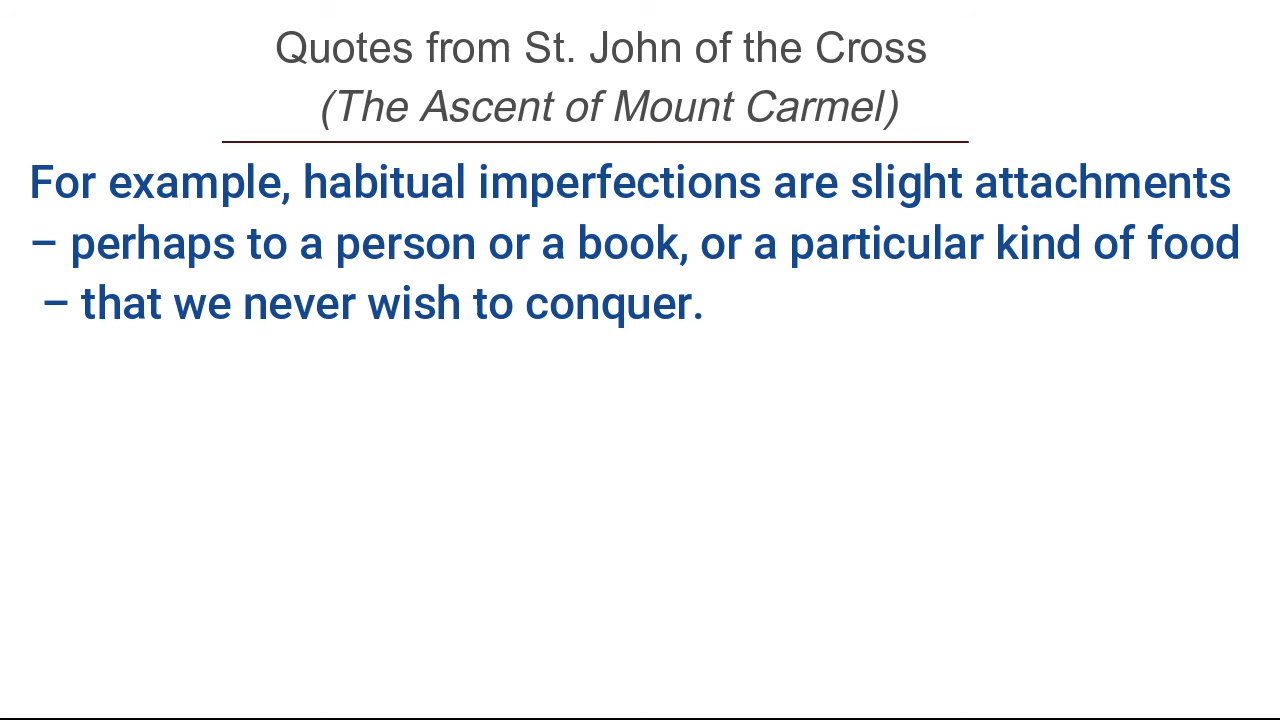 Quotes from St. John of the Cross
(The Ascent of Mount Carmel)
For example, habitual imperfections are slight attachments
– perhaps to a person or a book, or a particular kind of food
– that we never wish to conquer.